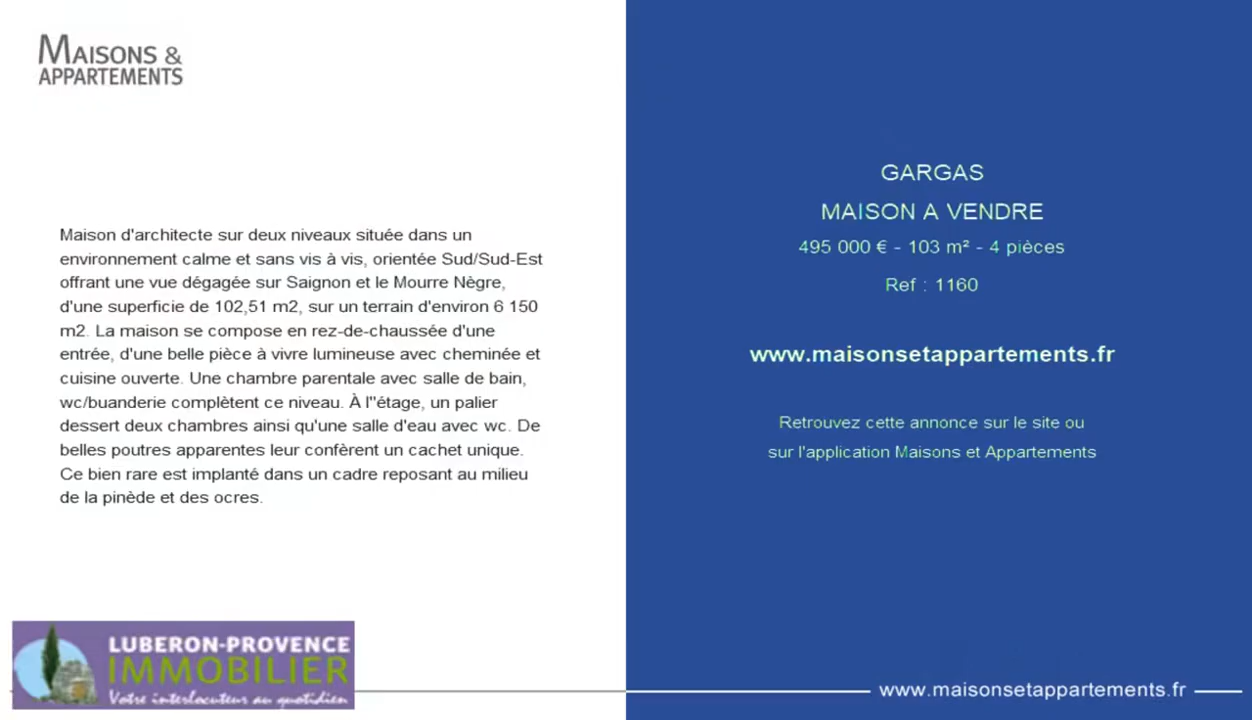 MAISONS &
APPARTEMENTS
Maison d'architecte sur deux niveaux située dans un
environnement calme et sans vis à vis, orientée Sud/Sud-Est
offrant une vue dégagée sur Saignon et le Mourre Nègre,
d'une superficie de 102,51 m2, sur un terrain d'environ 6 150
m2. La maison se compose en rez-de-chaussée d'une
entrée, d'une belle pièce à vivre lumineuse avec cheminée et
cuisine ouverte. Une chambre parentale avec salle de bain,
wc/buanderie complètent ce niveau. À l''étage, un palier
dessert deux chambres ainsi qu'une salle d'eau avec wc. De
belles poutres apparentes leur confèrent un cachet unique.
Ce bien rare est implanté dans un cadre reposant au milieu
de la pinède et des ocres.
LUBERON-PROVENCE
IMMOBILIER
Votre interlocuteur au quotidien
GARGAS
MAISON A VENDRE
495 000 € - 103 m² - 4 pièces
Ref : 1160
www.maisonsetappartements.fr
Retrouvez cette annonce sur le site ou
sur l'application Maisons et Appartements
www.maisonsetappartements.fr